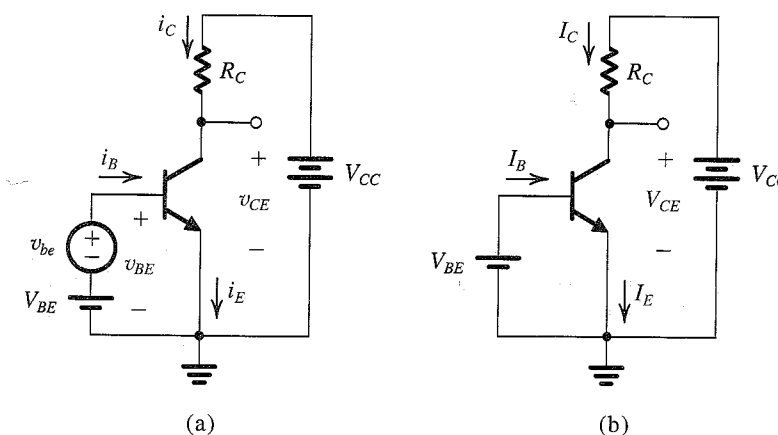 i_C
R_C
i_B
+
v_CE
−
V_CC
v_be
+
−
+
v_BE
−
V_BE
i_E
(a)
I_C
R_C
I_B
+
V_CE
−
V_CC
V_BE
I_E
(b)